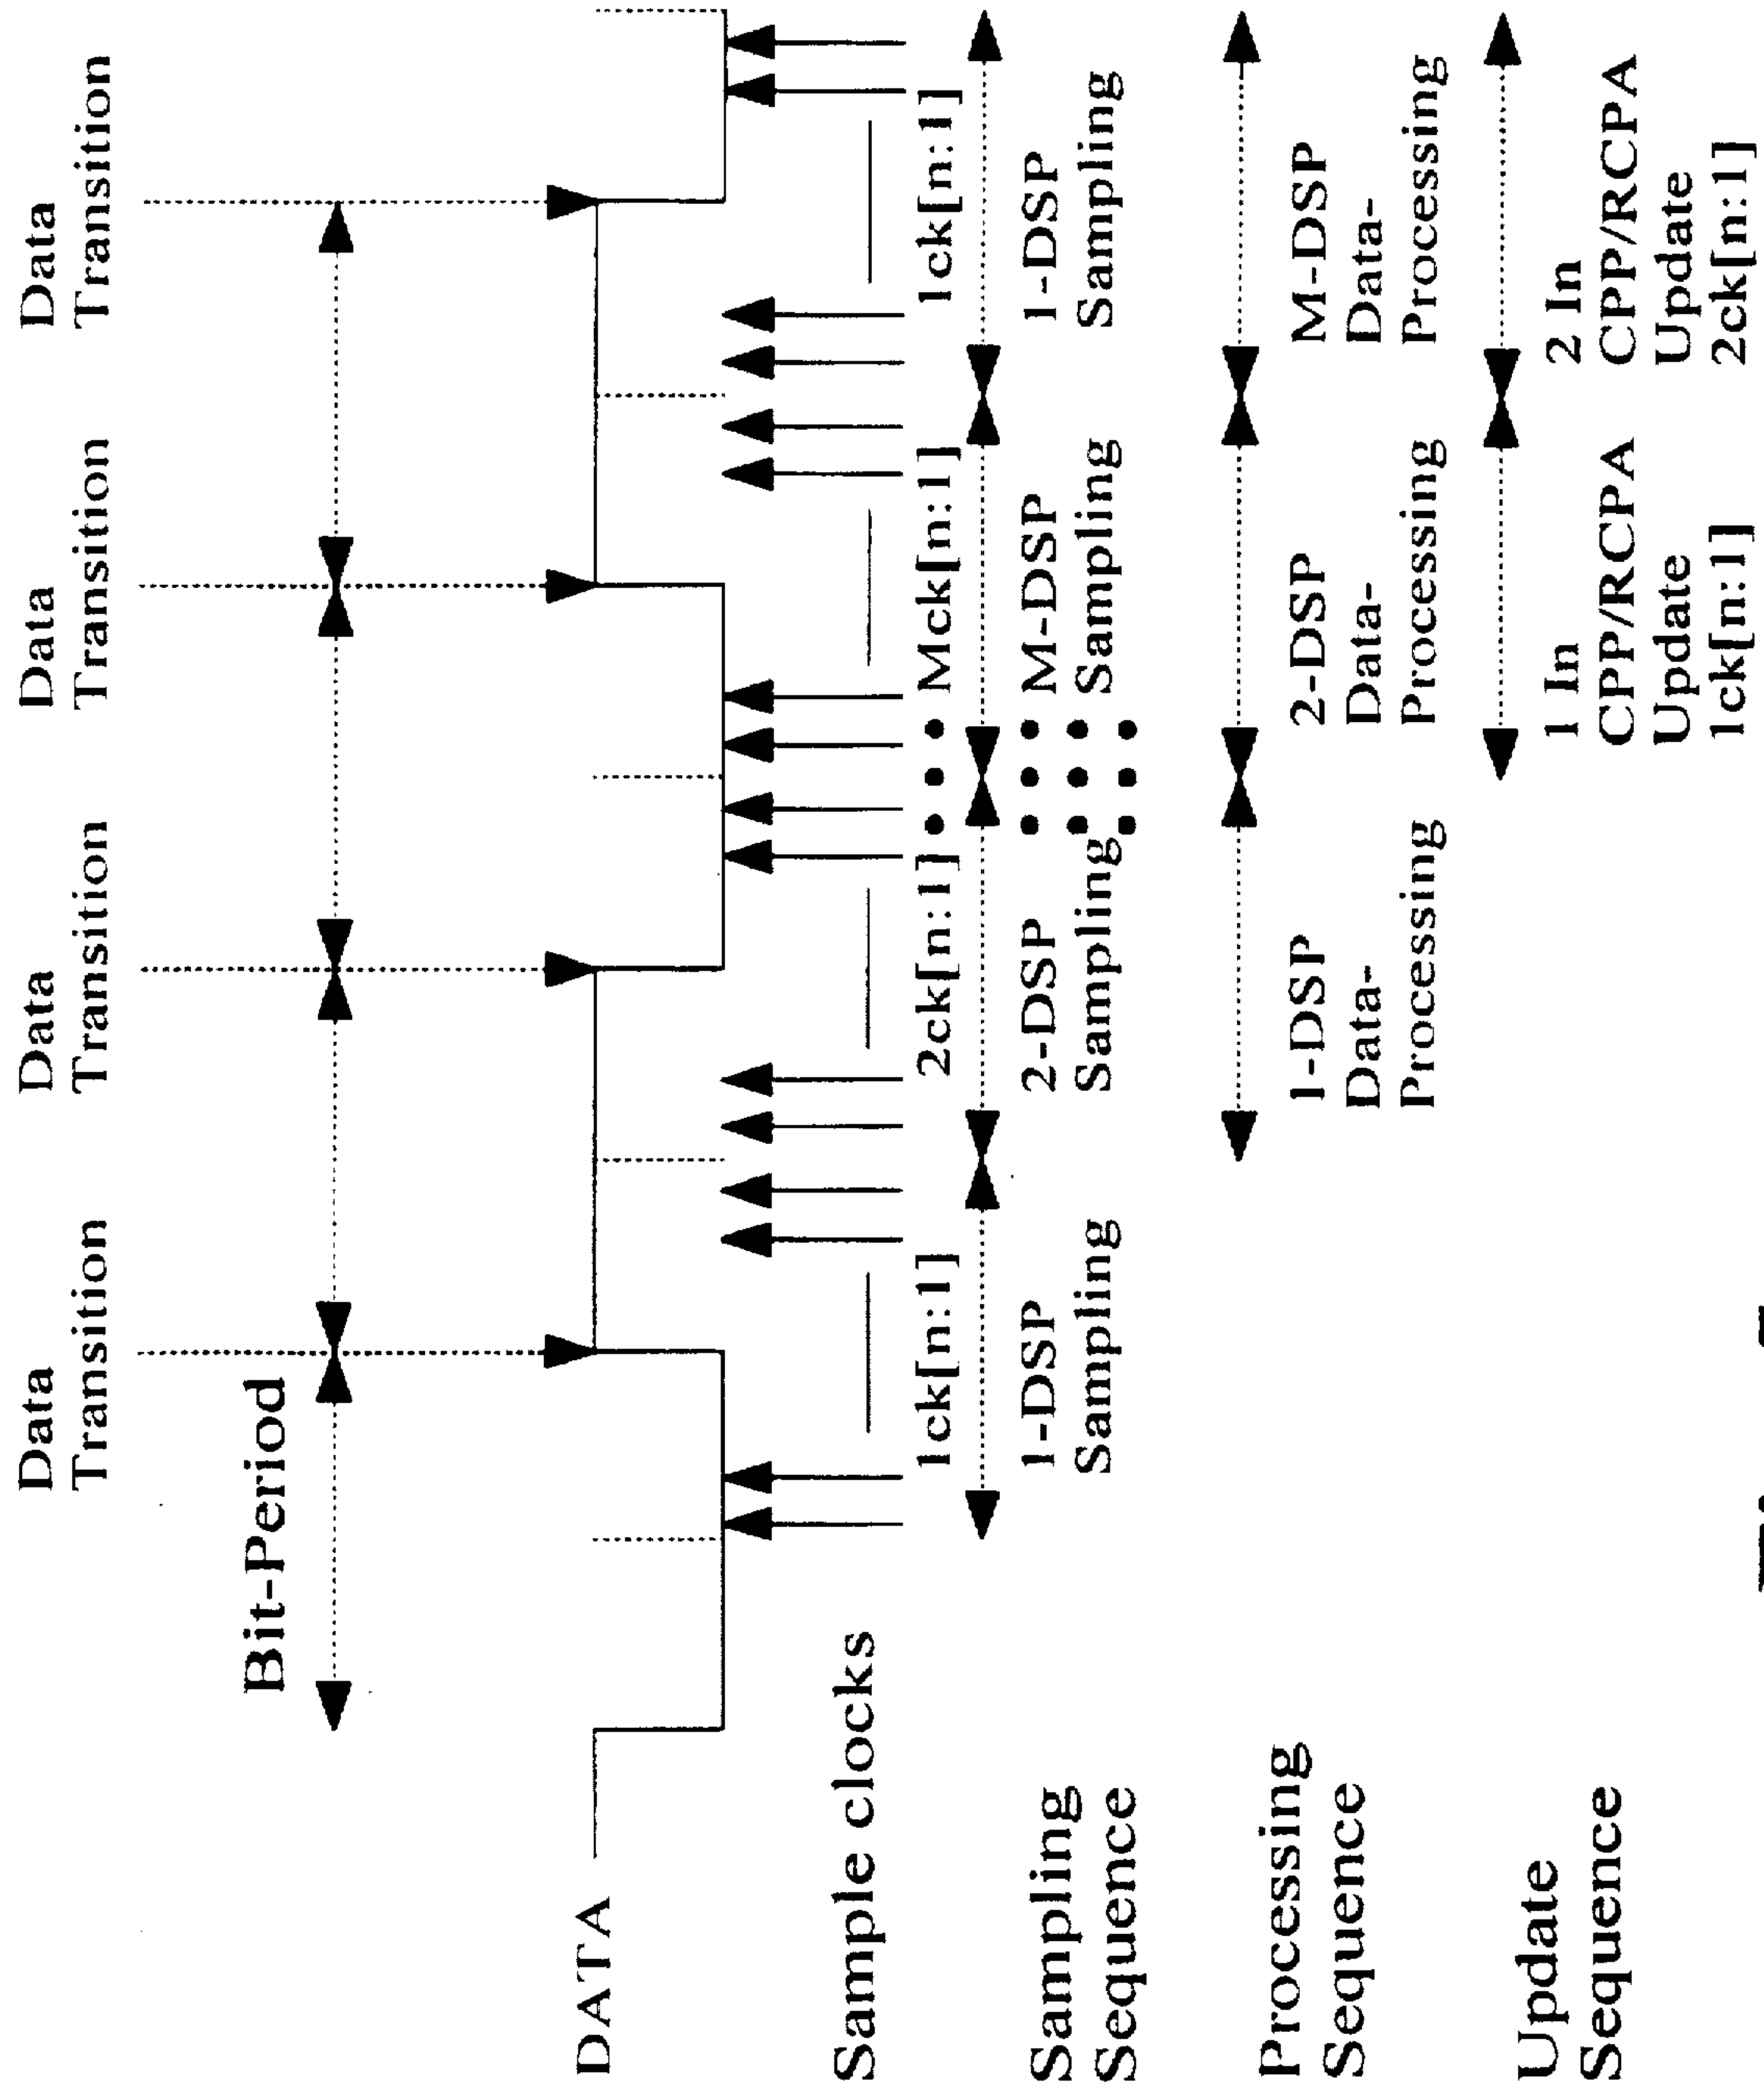 Data
Transition
Data
Transition
Data
Transition
Data
Transition
Bit-Period
DATA
Sample clocks
1ck[n:1]
2ck[n:1]
Mck[n:1]
1ck[n:1]
Sampling
Sequence
1-DSP
Sampling
2-DSP
Sampling
M-DSP
Sampling
1-DSP
Sampling
Processing
Sequence
1-DSP
Data-
Processing
2-DSP
Data-
Processing
M-DSP
Data-
Processing
Update
Sequence
1 In
CPP/RCPA
Update
1ck[n:1]
2 In
CPP/RCPA
Update
2ck[n:1]